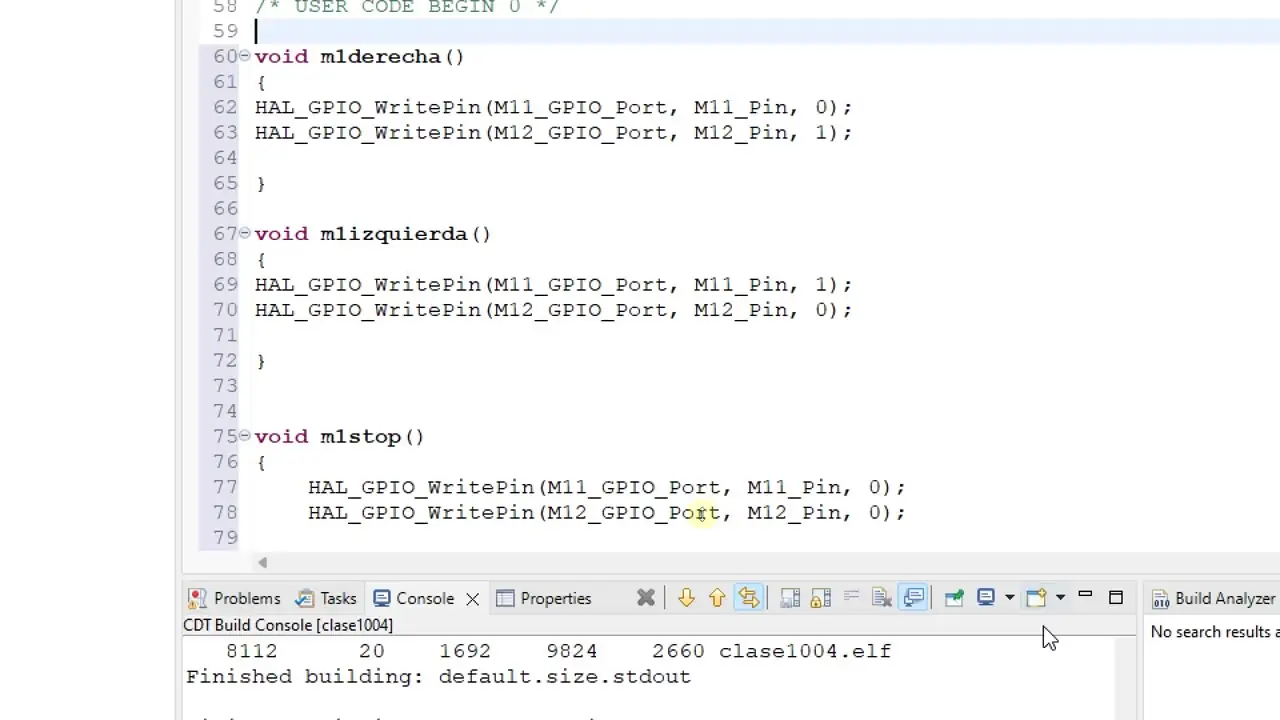 58 /* USER CODE BEGIN 0 */
59
60 void m1derecha()
61 {
62 HAL_GPIO_WritePin(M11_GPIO_Port, M11_Pin, 0);
63 HAL_GPIO_WritePin(M12_GPIO_Port, M12_Pin, 1);
64
65 }
66
67 void m1izquierda()
68 {
69 HAL_GPIO_WritePin(M11_GPIO_Port, M11_Pin, 1);
70 HAL_GPIO_WritePin(M12_GPIO_Port, M12_Pin, 0);
71
72 }
73
74
75 void m1stop()
76 {
77     HAL_GPIO_WritePin(M11_GPIO_Port, M11_Pin, 0);
78     HAL_GPIO_WritePin(M12_GPIO_Port, M12_Pin, 0);
79
Problems Tasks Console Properties Build Analyzer
CDT Build Console [clase1004]
No search results
8112 20 1692 9824 2660 clase1004.elf
Finished building: default.size.stdout